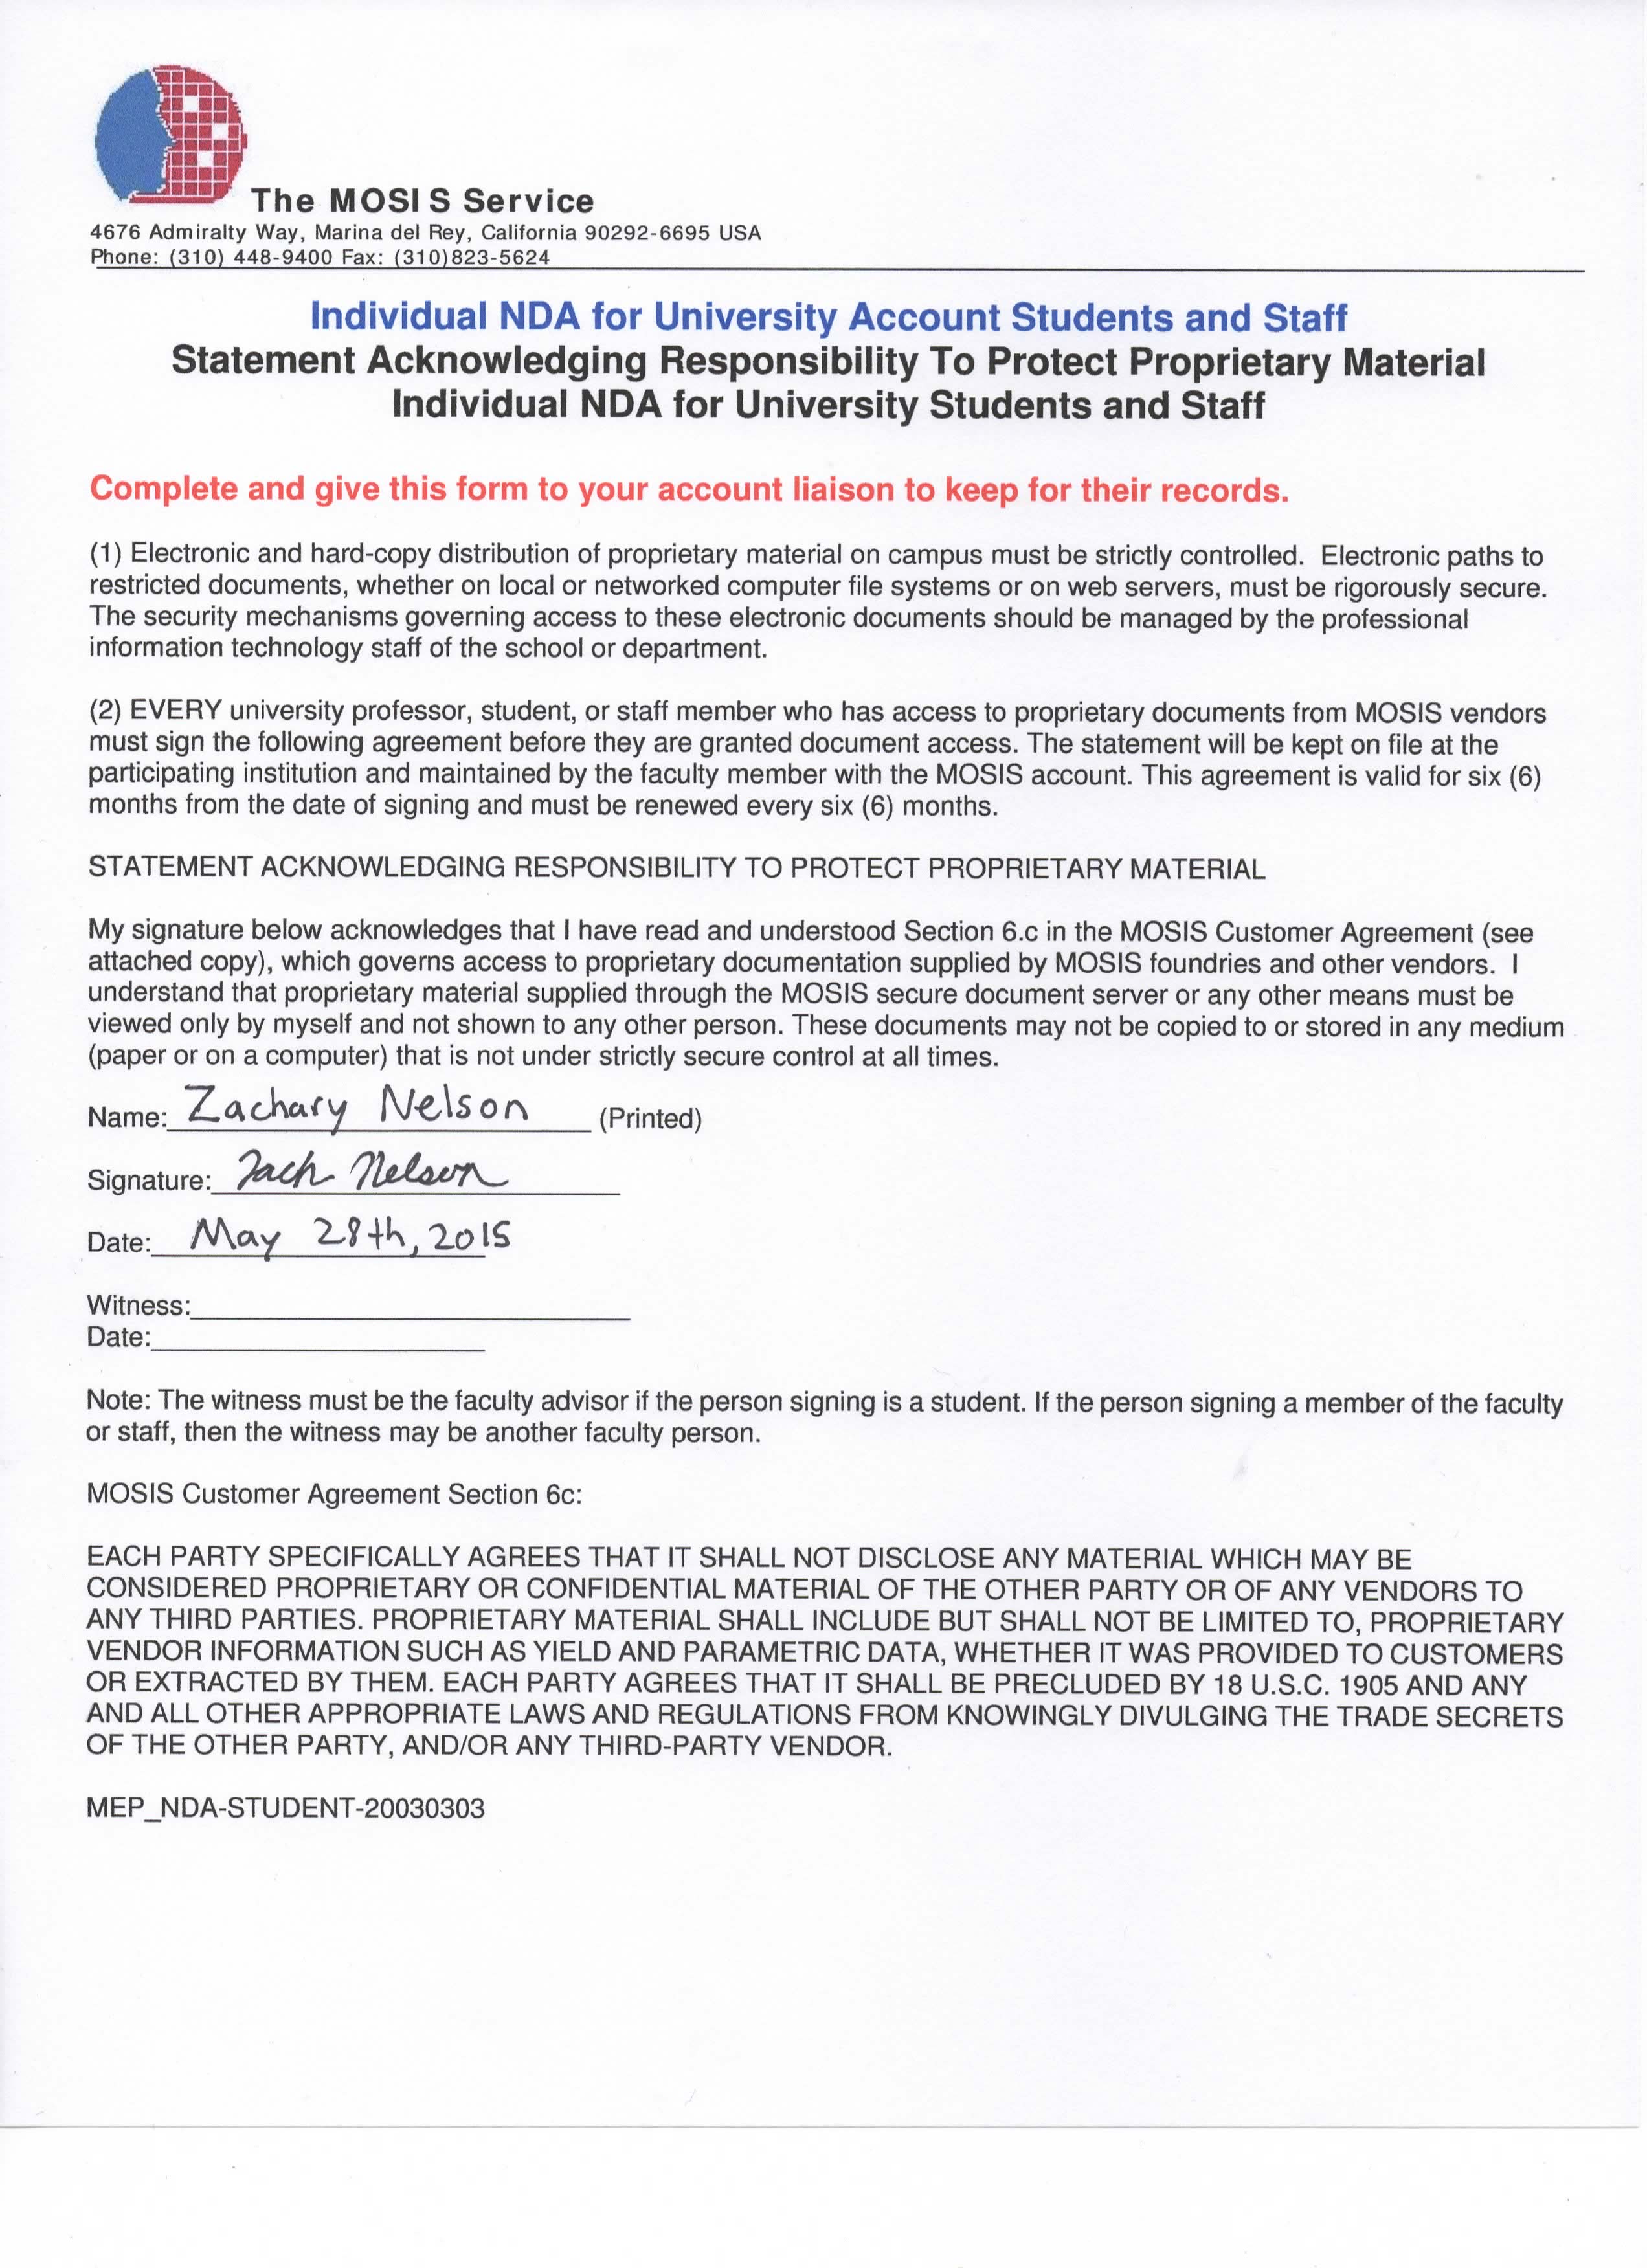 The MOSIS Service
4676 Admiralty Way, Marina del Rey, California 90292-6695 USA
Phone: (310) 448-9400 Fax: (310)823-5624
Individual NDA for University Account Students and Staff
Statement Acknowledging Responsibility To Protect Proprietary Material
Individual NDA for University Students and Staff
Complete and give this form to your account liaison to keep for their records.
(1) Electronic and hard-copy distribution of proprietary material on campus must be strictly controlled.  Electronic paths to
restricted documents, whether on local or networked computer file systems or on web servers, must be rigorously secure.
The security mechanisms governing access to these electronic documents should be managed by the professional
information technology staff of the school or department.
(2) EVERY university professor, student, or staff member who has access to proprietary documents from MOSIS vendors
must sign the following agreement before they are granted document access. The statement will be kept on file at the
participating institution and maintained by the faculty member with the MOSIS account. This agreement is valid for six (6)
months from the date of signing and must be renewed every six (6) months.
STATEMENT ACKNOWLEDGING RESPONSIBILITY TO PROTECT PROPRIETARY MATERIAL
My signature below acknowledges that I have read and understood Section 6.c in the MOSIS Customer Agreement (see
attached copy), which governs access to proprietary documentation supplied by MOSIS foundries and other vendors.  I
understand that proprietary material supplied through the MOSIS secure document server or any other means must be
viewed only by myself and not shown to any other person. These documents may not be copied to or stored in any medium
(paper or on a computer) that is not under strictly secure control at all times.
Name: Zachary Nelson (Printed)
Signature: Zach Nelson
Date: May 28th, 2015
Witness:
Date:
Note: The witness must be the faculty advisor if the person signing is a student. If the person signing a member of the faculty
or staff, then the witness may be another faculty person.
MOSIS Customer Agreement Section 6c:
EACH PARTY SPECIFICALLY AGREES THAT IT SHALL NOT DISCLOSE ANY MATERIAL WHICH MAY BE
CONSIDERED PROPRIETARY OR CONFIDENTIAL MATERIAL OF THE OTHER PARTY OR OF ANY VENDORS TO
ANY THIRD PARTIES. PROPRIETARY MATERIAL SHALL INCLUDE BUT SHALL NOT BE LIMITED TO, PROPRIETARY
VENDOR INFORMATION SUCH AS YIELD AND PARAMETRIC DATA, WHETHER IT WAS PROVIDED TO CUSTOMERS
OR EXTRACTED BY THEM. EACH PARTY AGREES THAT IT SHALL BE PRECLUDED BY 18 U.S.C. 1905 AND ANY
AND ALL OTHER APPROPRIATE LAWS AND REGULATIONS FROM KNOWINGLY DIVULGING THE TRADE SECRETS
OF THE OTHER PARTY, AND/OR ANY THIRD-PARTY VENDOR.
MEP_NDA-STUDENT-20030303